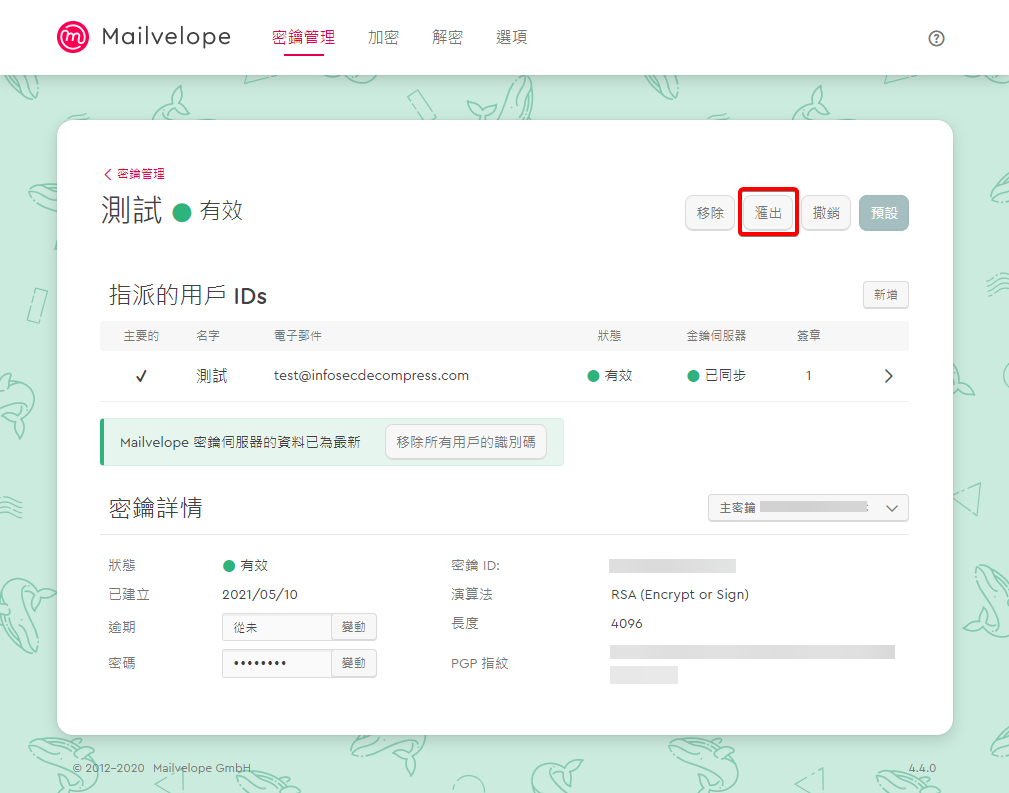 Mailvelope 密鑰管理 加密 解密 選項
密鑰管理
測試 有效
移除 滙出 撤銷 預設
指派的用戶 IDs 新增
主要的 名字 電子郵件 狀態 金鑰伺服器 簽章
測試 test@infosecdecompress.com 有效 已同步 1
Mailvelope 密鑰伺服器的資料已為最新 移除所有用戶的識別碼
密鑰詳情 主密鑰
狀態 有效 密鑰 ID:
已建立 2021/05/10 演算法 RSA (Encrypt or Sign)
逾期 從未 變動 長度 4096
密碼 •••••••• 變動 PGP 指紋
© 2012-2020 Mailvelope GmbH 4.4.0